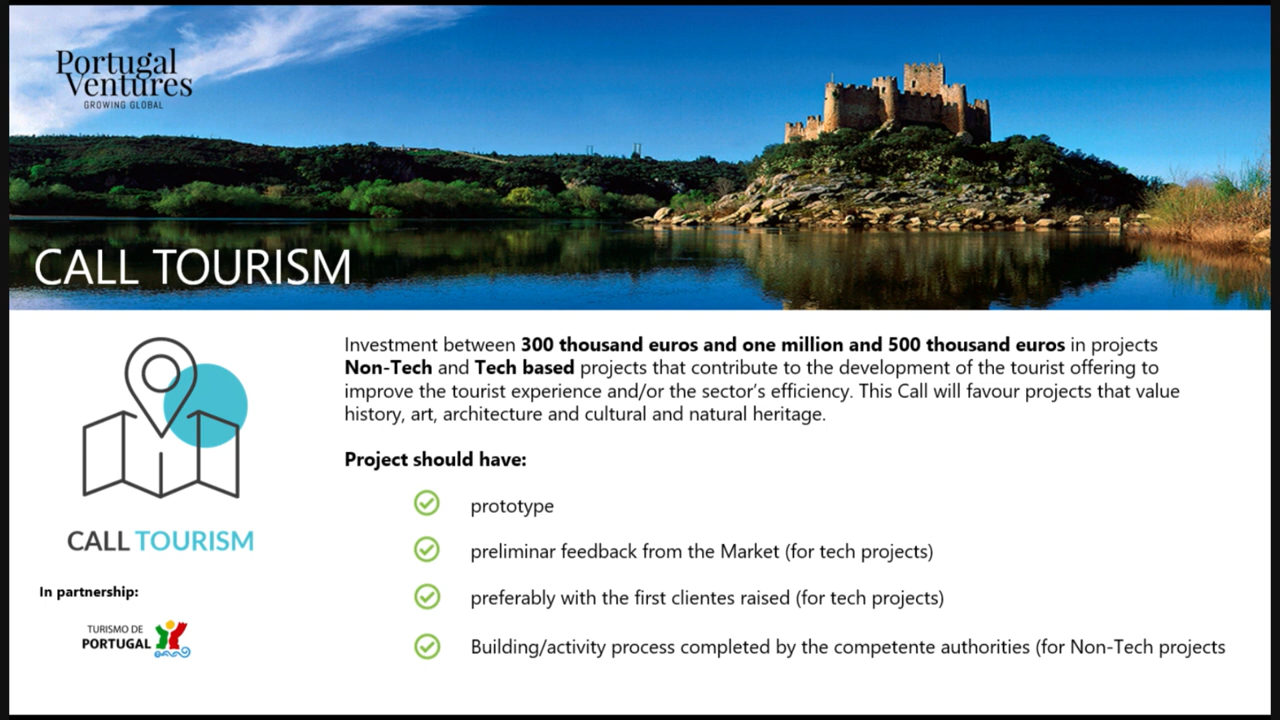 Portugal
Ventures
GROWING GLOBAL
CALL TOURISM
Investment between 300 thousand euros and one million and 500 thousand euros in projects
Non-Tech and Tech based projects that contribute to the development of the tourist offering to
improve the tourist experience and/or the sector's efficiency. This Call will favour projects that value
history, art, architecture and cultural and natural heritage.
Project should have:
prototype
preliminar feedback from the Market (for tech projects)
preferably with the first clientes raised (for tech projects)
Building/activity process completed by the competente authorities (for Non-Tech projects
CALL TOURISM
In partnership:
TURISMO DE
PORTUGAL